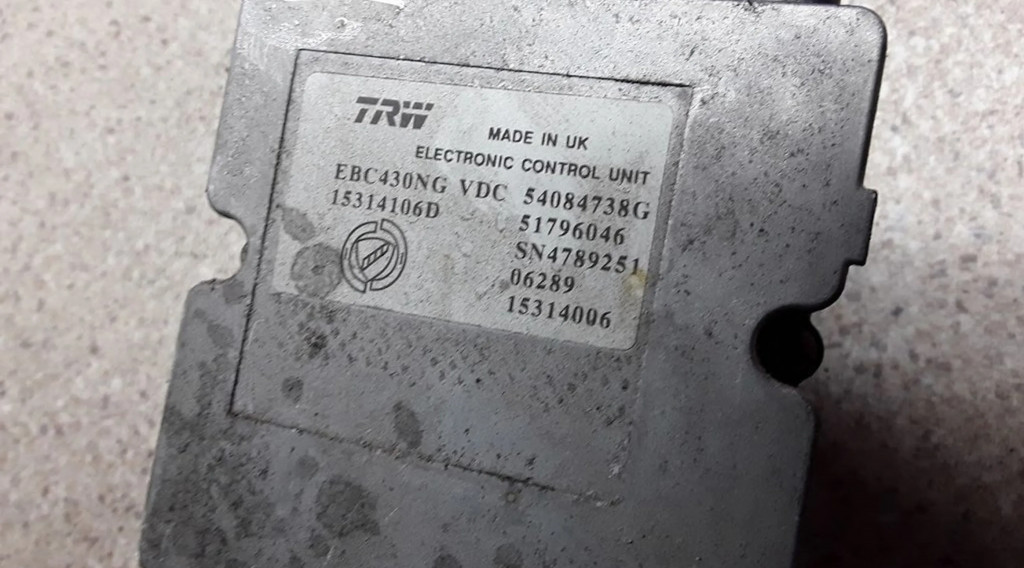 TRW
MADE IN UK
ELECTRONIC CONTROL UNIT
EBC430NG VDC 54084738G
15314106D 51796046
SN4789251
06289
15314006